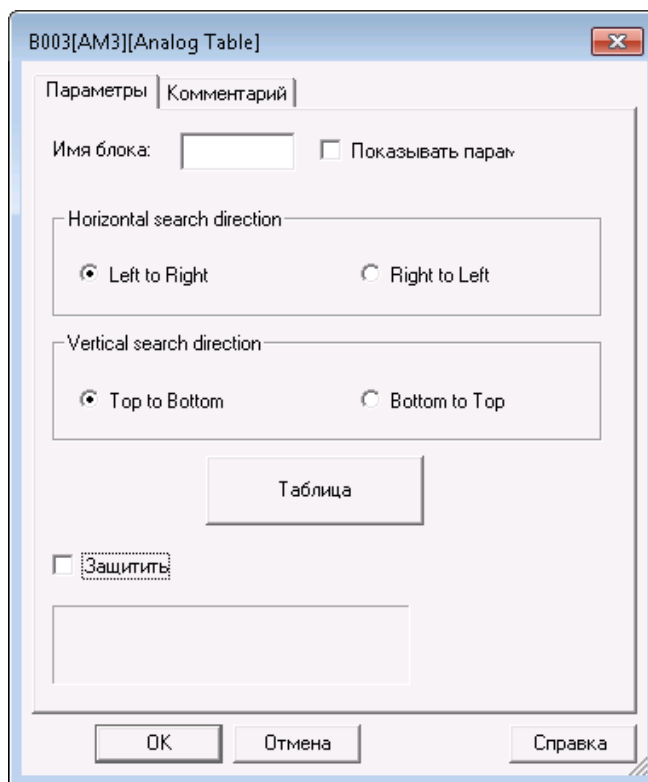 B003[AM3][Analog Table]
Параметры Комментарий
Имя блока: Показывать парам
Horizontal search direction
Left to Right Right to Left
Vertical search direction
Top to Bottom Bottom to Top
Таблица
Защитить
OK Отмена Справка